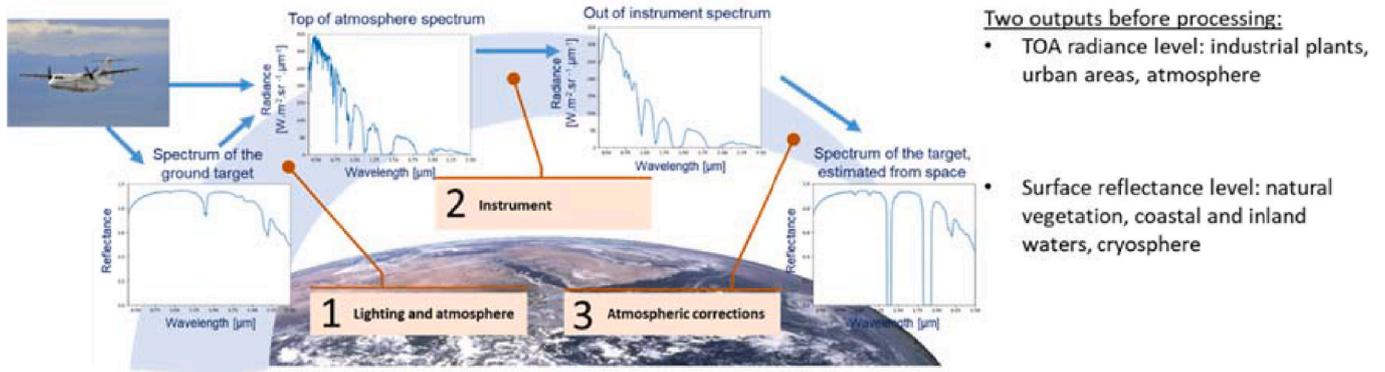 Top of atmosphere spectrum
Radiance
[W.m⁻².sr⁻¹.µm⁻¹]
Wavelength [µm]
Out of instrument spectrum
Radiance
[W.m⁻².sr⁻¹.µm⁻¹]
Wavelength [µm]
Spectrum of the
ground target
Reflectance
Wavelength [µm]
Spectrum of the target,
estimated from space
Reflectance
Wavelength [µm]
2 Instrument
1 Lighting and atmosphere
3 Atmospheric corrections
Two outputs before processing:
• TOA radiance level: industrial plants,
urban areas, atmosphere
• Surface reflectance level: natural
vegetation, coastal and inland
waters, cryosphere